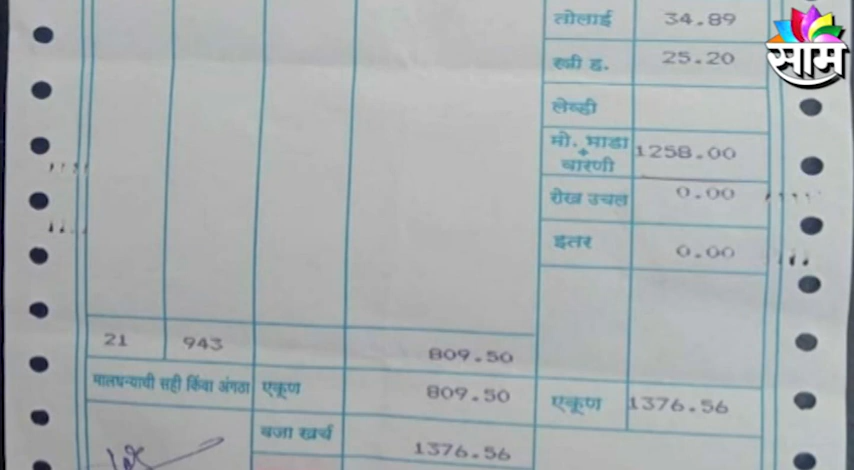 तोलाई 34.89
साम
स्त्री ह. 25.20
लेव्ही
मो. भाडा
+
वारणी 1258.00
रोख उचल 0.00
इतर 0.00
21 943 809.50
मालधन्याची सही किंवा अंगठा एकूण 809.50 एकूण 1376.56
वजा खर्च 1376.56